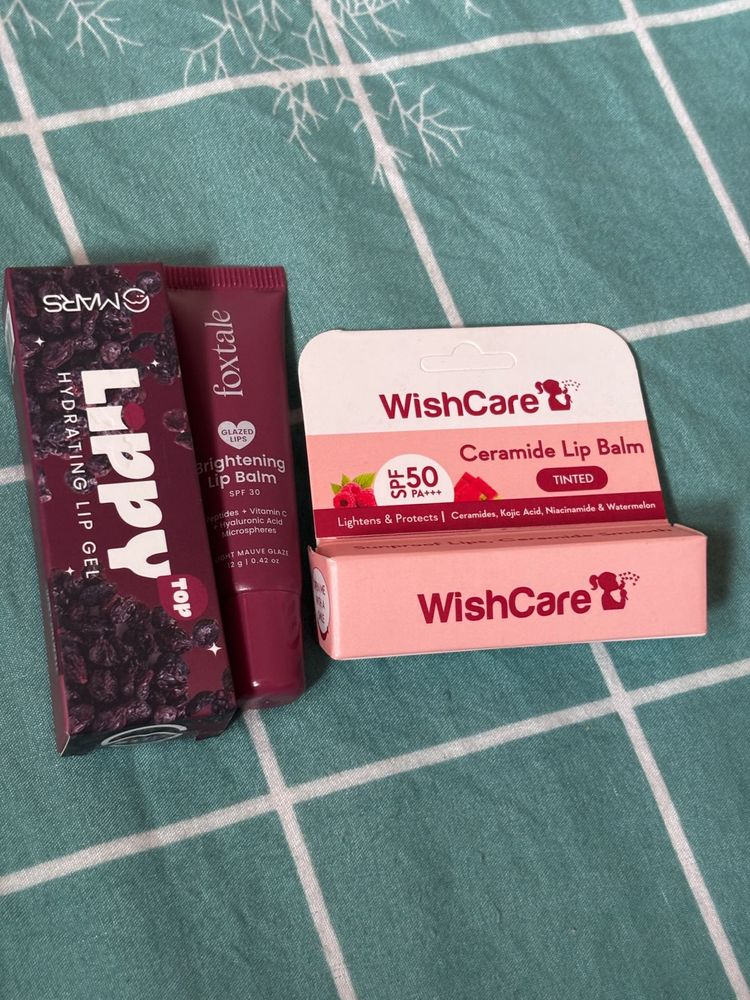 MARS
Lippy
TOP
HYDRATING LIP GEL
foxtale
GLAZED
LIPS
Brightening
Lip Balm
SPF 30
Peptides + Vitamin C
+ Hyaluronic Acid
Microspheres
LIGHT MAUVE GLAZE
12 g | 0.42 oz
WishCare
Ceramide Lip Balm
SPF 50
PA+++
TINTED
Lightens & Protects | Ceramides, Kojic Acid, Niacinamide & Watermelon
WishCare